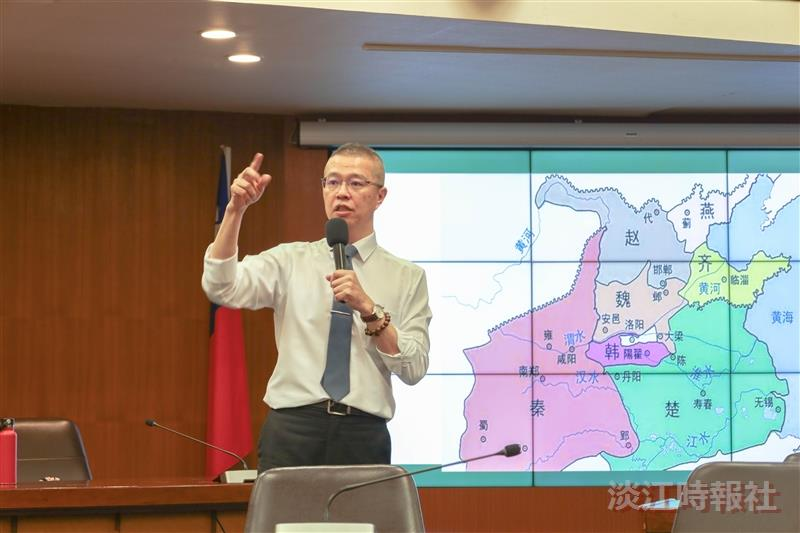 燕
代
蓟
赵
黄河
齐
邯郸
黄河
临淄
邺
魏
黄海
安邑
洛阳
大梁
雍
渭水
咸阳
韩
陽翟
陈
南郑
汉水
丹阳
淮水
秦
楚
寿春
无锡
蜀
郢
江水
淡江時報社